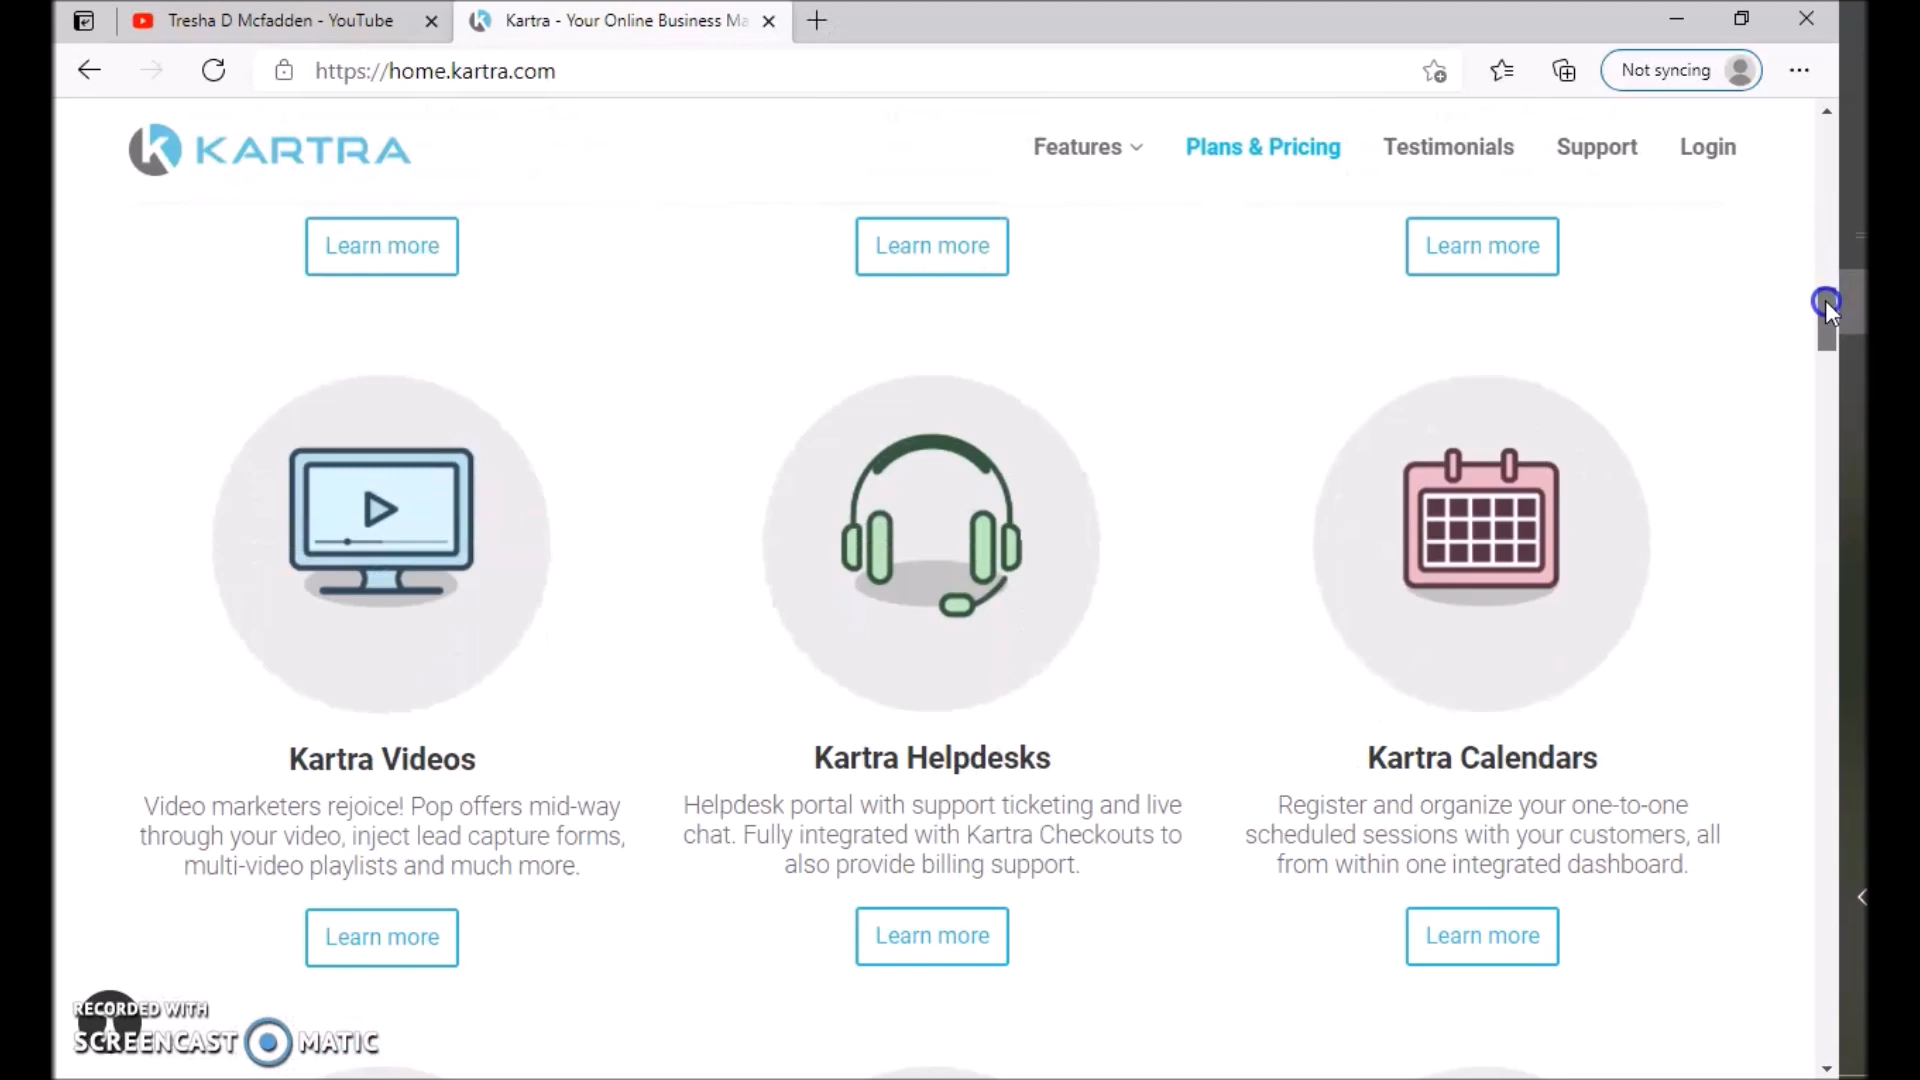 Tresha D Mcfadden - YouTube
Kartra - Your Online Business Ma
https://home.kartra.com
Not syncing
KARTRA
Features
Plans & Pricing
Testimonials
Support
Login
Learn more
Learn more
Learn more
Kartra Videos
Video marketers rejoice! Pop offers mid-way
through your video, inject lead capture forms,
multi-video playlists and much more.
Learn more
Kartra Helpdesks
Helpdesk portal with support ticketing and live
chat. Fully integrated with Kartra Checkouts to
also provide billing support.
Learn more
Kartra Calendars
Register and organize your one-to-one
scheduled sessions with your customers, all
from within one integrated dashboard.
Learn more
RECORDED WITH
SCREENCAST MATIC